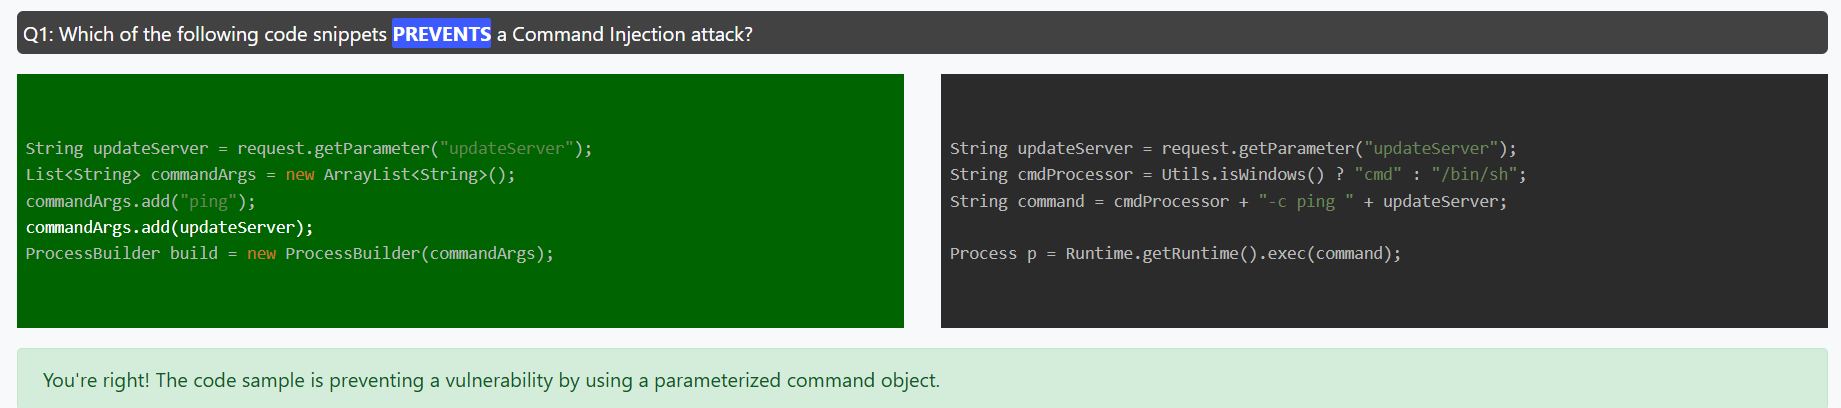 Q1: Which of the following code snippets PREVENTS a Command Injection attack?
String updateServer = request.getParameter("updateServer");
List<String> commandArgs = new ArrayList<String>();
commandArgs.add("ping");
commandArgs.add(updateServer);
ProcessBuilder build = new ProcessBuilder(commandArgs);
String updateServer = request.getParameter("updateServer");
String cmdProcessor = Utils.isWindows() ? "cmd" : "/bin/sh";
String command = cmdProcessor + "-c ping " + updateServer;
Process p = Runtime.getRuntime().exec(command);
You're right! The code sample is preventing a vulnerability by using a parameterized command object.